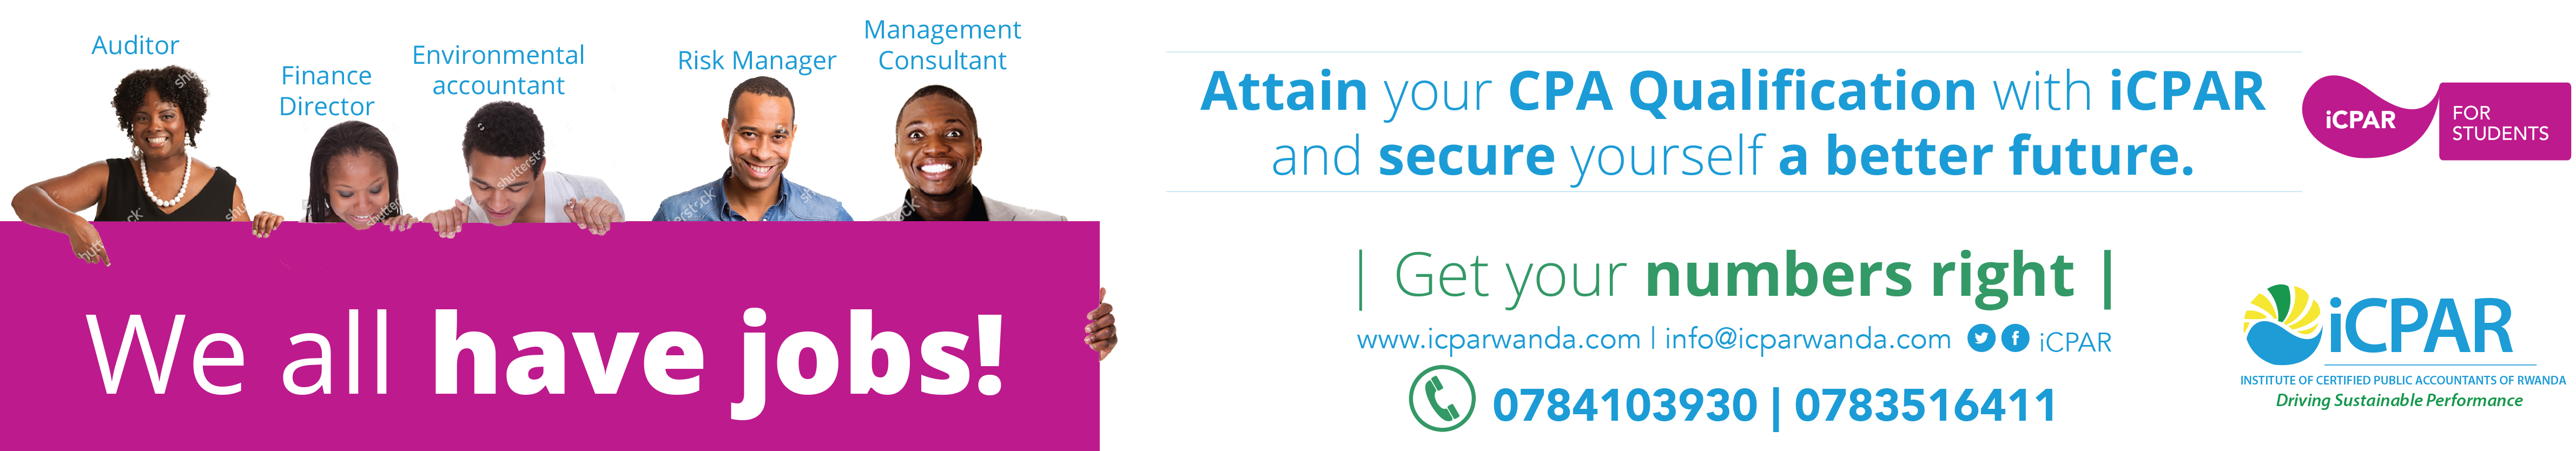 Auditor
Finance
Director
Environmental
accountant
Risk Manager
Management
Consultant
We all have jobs!
Attain your CPA Qualification with iCPAR
and secure yourself a better future.
iCPAR
FOR
STUDENTS
| Get your numbers right |
www.icparwanda.com | info@icparwanda.com iCPAR
0784103930 | 0783516411
iCPAR
INSTITUTE OF CERTIFIED PUBLIC ACCOUNTANTS OF RWANDA
Driving Sustainable Performance